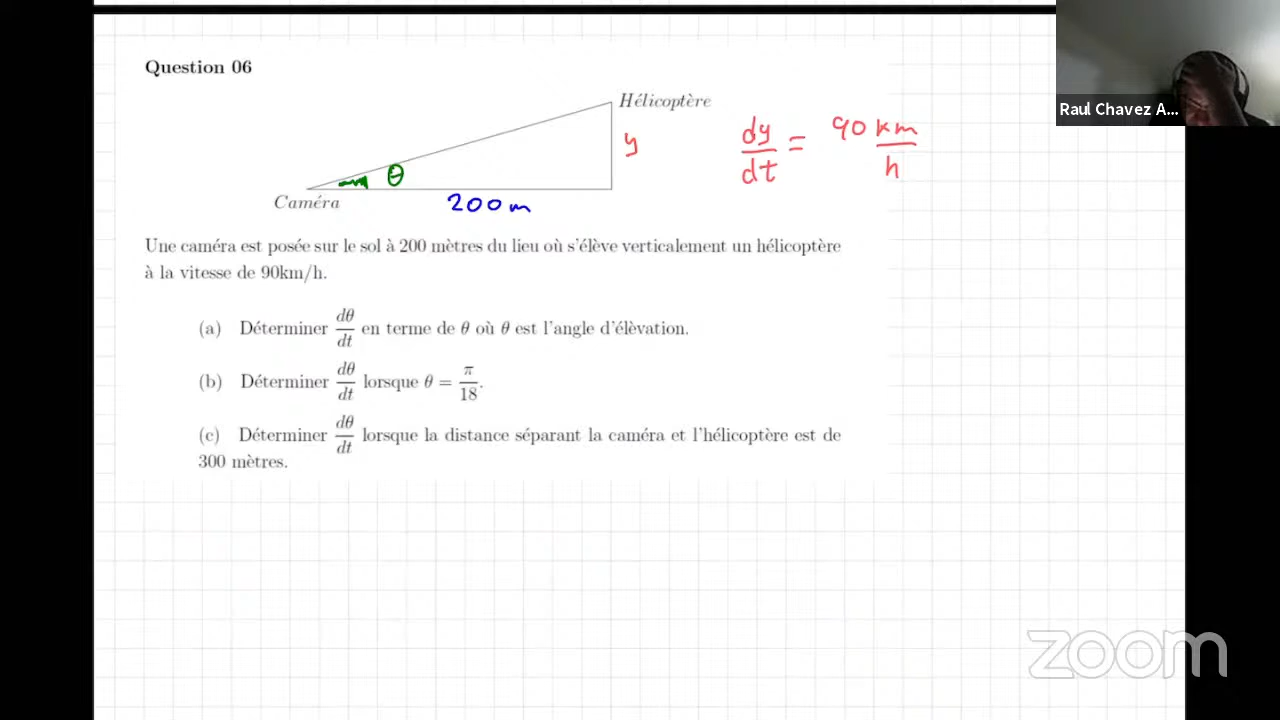 Question 06
Raul Chavez A...
Hélicoptère
y
dy/dt = 90 km/h
θ
Caméra
200 m
Une caméra est posée sur le sol à 200 mètres du lieu où s'élève verticalement un hélicoptère
à la vitesse de 90km/h.
(a) Déterminer dθ/dt en terme de θ où θ est l'angle d'élèvation.
(b) Déterminer dθ/dt lorsque θ = π/18.
(c) Déterminer dθ/dt lorsque la distance séparant la caméra et l'hélicoptère est de
300 mètres.
zoom